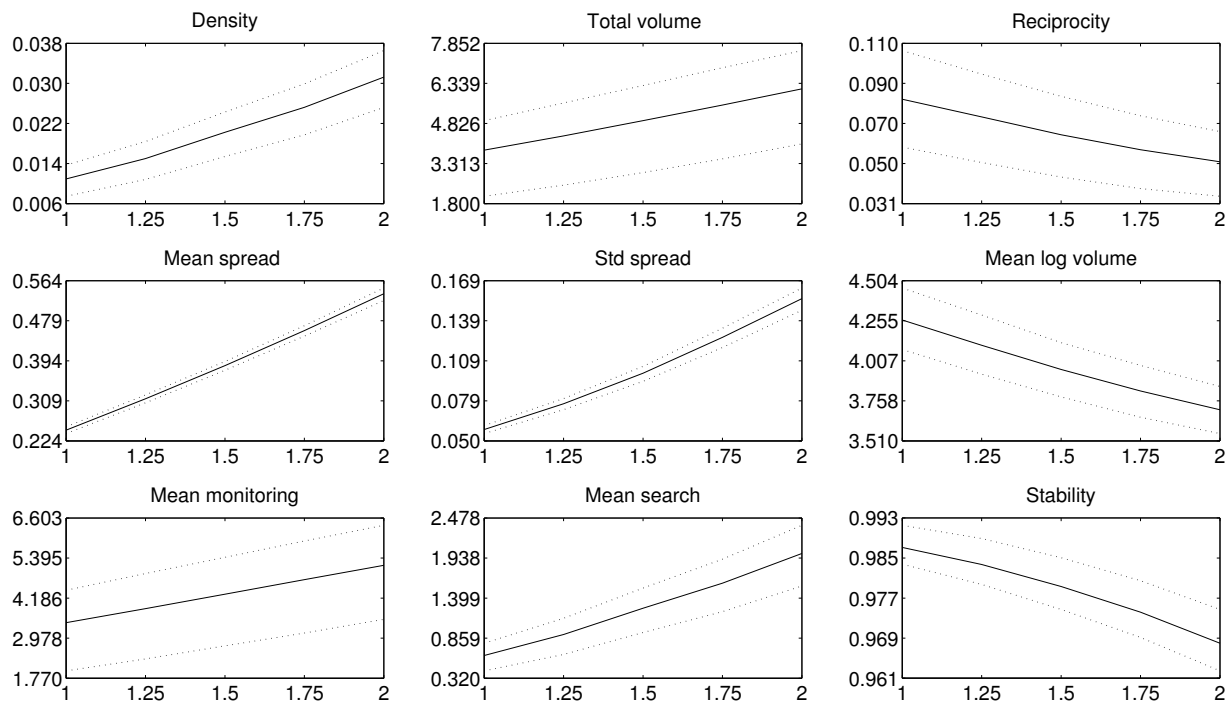 Density
0.038
0.030
0.022
0.014
0.006
1 1.25 1.5 1.75 2
Total volume
7.852
6.339
4.826
3.313
1.800
1 1.25 1.5 1.75 2
Reciprocity
0.110
0.090
0.070
0.050
0.031
1 1.25 1.5 1.75 2
Mean spread
0.564
0.479
0.394
0.309
0.224
1 1.25 1.5 1.75 2
Std spread
0.169
0.139
0.109
0.079
0.050
1 1.25 1.5 1.75 2
Mean log volume
4.504
4.255
4.007
3.758
3.510
1 1.25 1.5 1.75 2
Mean monitoring
6.603
5.395
4.186
2.978
1.770
1 1.25 1.5 1.75 2
Mean search
2.478
1.938
1.399
0.859
0.320
1 1.25 1.5 1.75 2
Stability
0.993
0.985
0.977
0.969
0.961
1 1.25 1.5 1.75 2